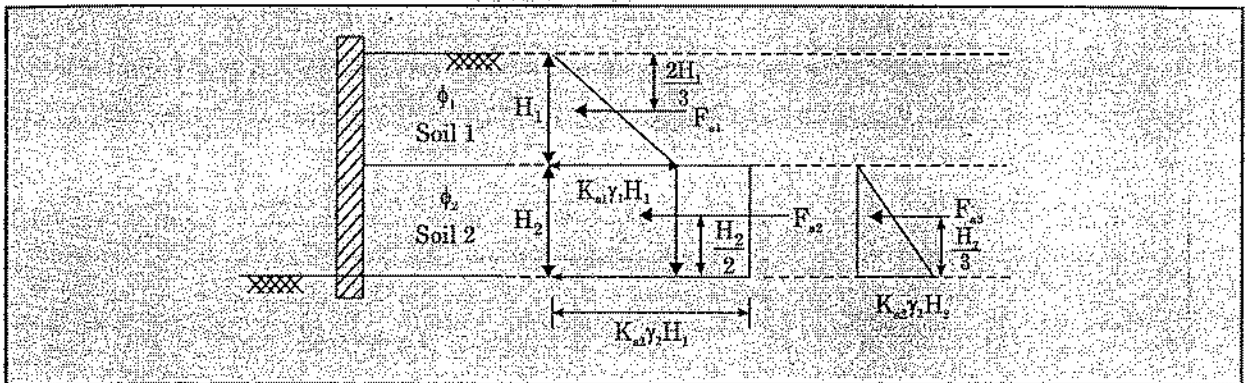 2H₁
3
ϕ₁
H₁
Soil 1
Fₐ₁
Kₐ₁γ₁H₁
ϕ₂
Soil 2
H₂
Fₐ₂
H₂
2
Fₐ₃
H₂
3
Kₐ₂γ₂H₂
Kₐ₂γ₂H₁